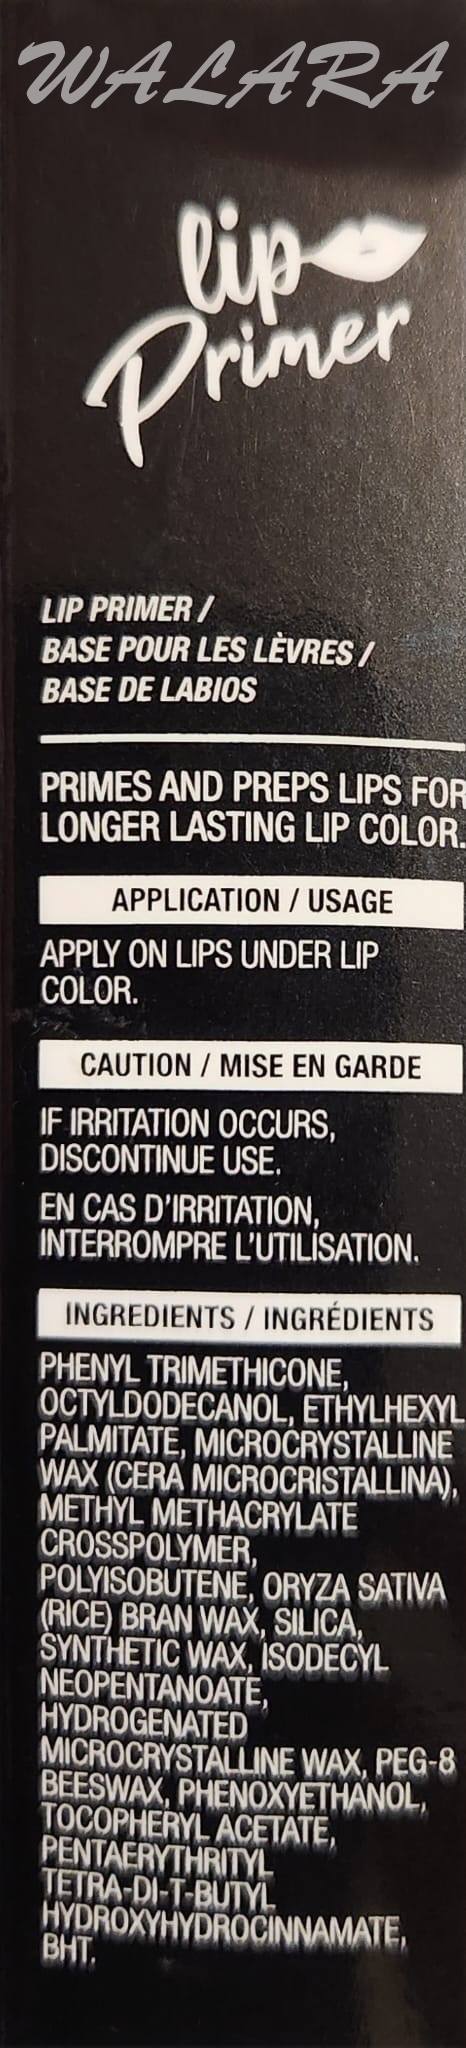 WALARA
lip
Primer
LIP PRIMER /
BASE POUR LES LÈVRES /
BASE DE LABIOS
PRIMES AND PREPS LIPS FOR
LONGER LASTING LIP COLOR.
APPLICATION / USAGE
APPLY ON LIPS UNDER LIP
COLOR.
CAUTION / MISE EN GARDE
IF IRRITATION OCCURS,
DISCONTINUE USE.
EN CAS D'IRRITATION,
INTERROMPRE L'UTILISATION.
INGREDIENTS / INGRÉDIENTS
PHENYL TRIMETHICONE,
OCTYLDODECANOL, ETHYLHEXYL
PALMITATE, MICROCRYSTALLINE
WAX (CERA MICROCRISTALLINA),
METHYL METHACRYLATE
CROSSPOLYMER,
POLYISOBUTENE, ORYZA SATIVA
(RICE) BRAN WAX, SILICA,
SYNTHETIC WAX, ISODECYL
NEOPENTANOATE,
HYDROGENATED
MICROCRYSTALLINE WAX, PEG-8
BEESWAX, PHENOXYETHANOL,
TOCOPHERYL ACETATE,
PENTAERYTHRITYL
TETRA-DI-T-BUTYL
HYDROXYHYDROCINNAMATE,
BHT.